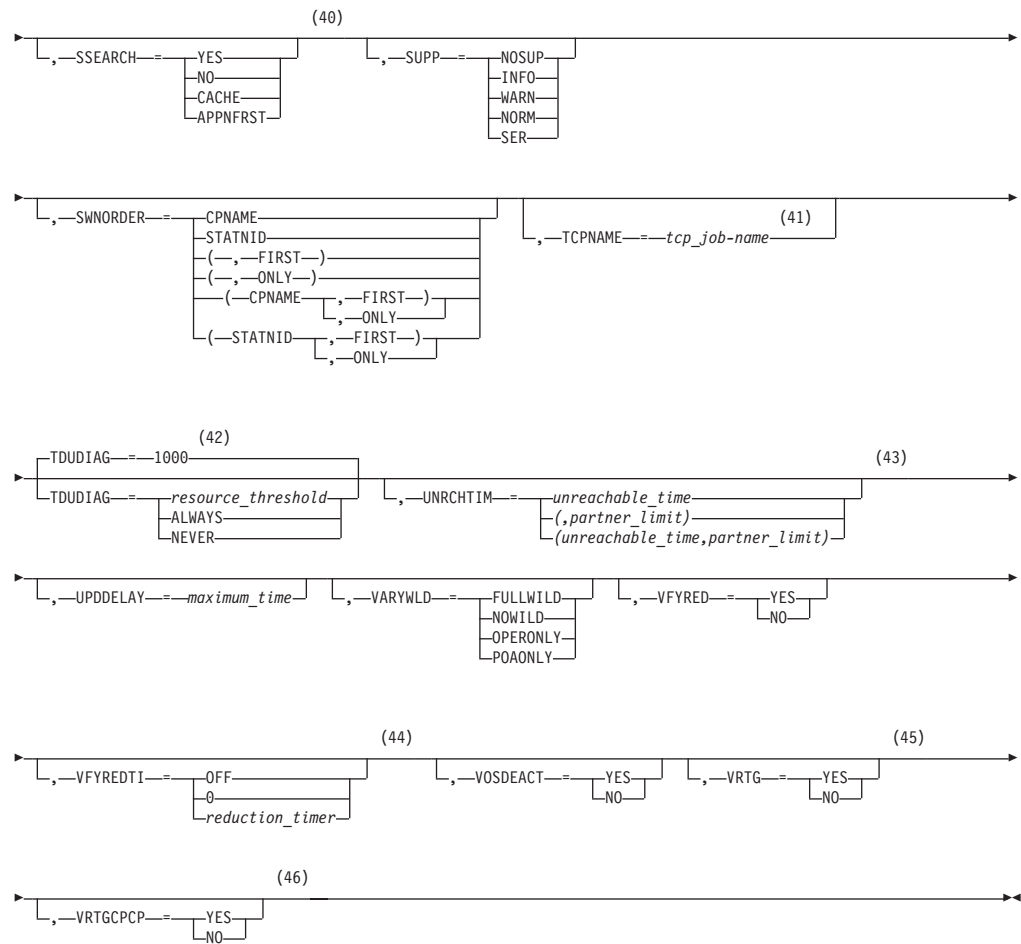 (40)
,—SSEARCH—=—YES ,—SUPP—=—NOSUP
NO INFO
CACHE WARN
APPNFRST NORM
SER
,—SWNORDER—=—CPNAME ,—TCPNAME—=—tcp_job-name (41)
STATNID
(—,—FIRST—)
(—,—ONLY—)
(—CPNAME—,—FIRST—)
,—ONLY
(—STATNID—,—FIRST—)
,—ONLY
(42)
TDUDIAG—=—1000 (43)
TDUDIAG—=—resource_threshold ,—UNRCHTIM—=—unreachable_time
ALWAYS (,partner_limit)
NEVER (unreachable_time,partner_limit)
,—UPDDELAY—=—maximum_time ,—VARYWLD—=—FULLWILD ,—VFYRED—=—YES
NOWILD NO
OPERONLY
POAONLY
(44) (45)
,—VFYREDTI—=—OFF ,—VOSDEACT—=—YES ,—VRTG—=—YES
0 NO NO
reduction_timer
(46)
,—VRTGCPCP—=—YES
NO